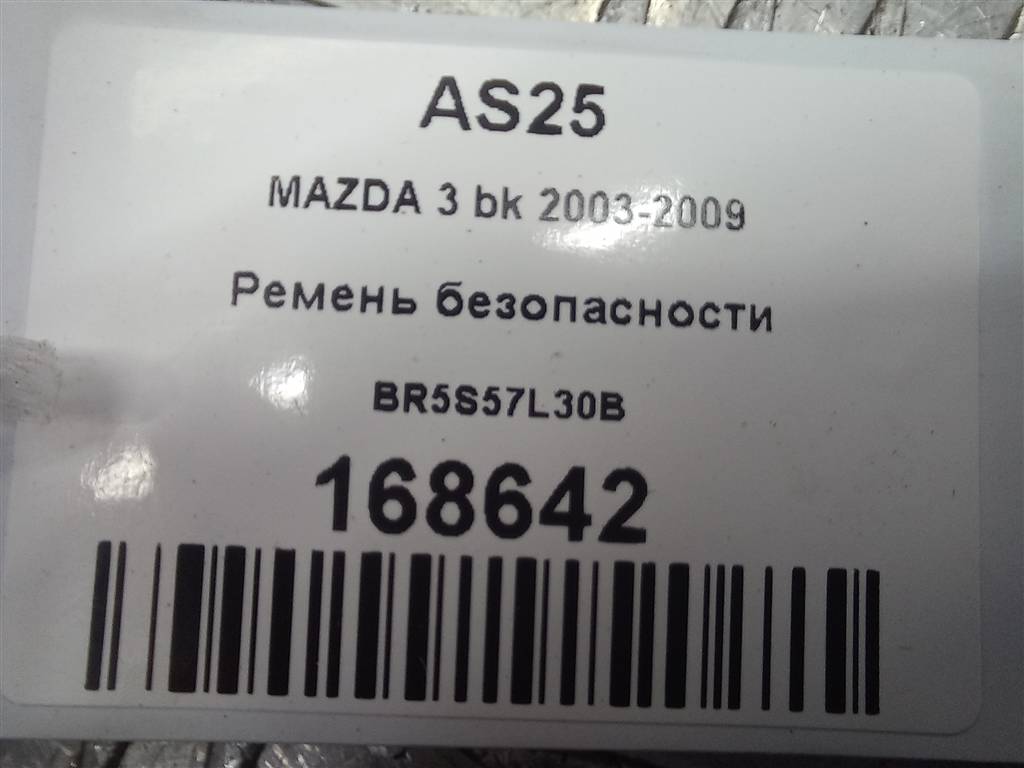 AS25
MAZDA 3 bk 2003-2009
Ремень безопасности
BR5S57L30B
168642